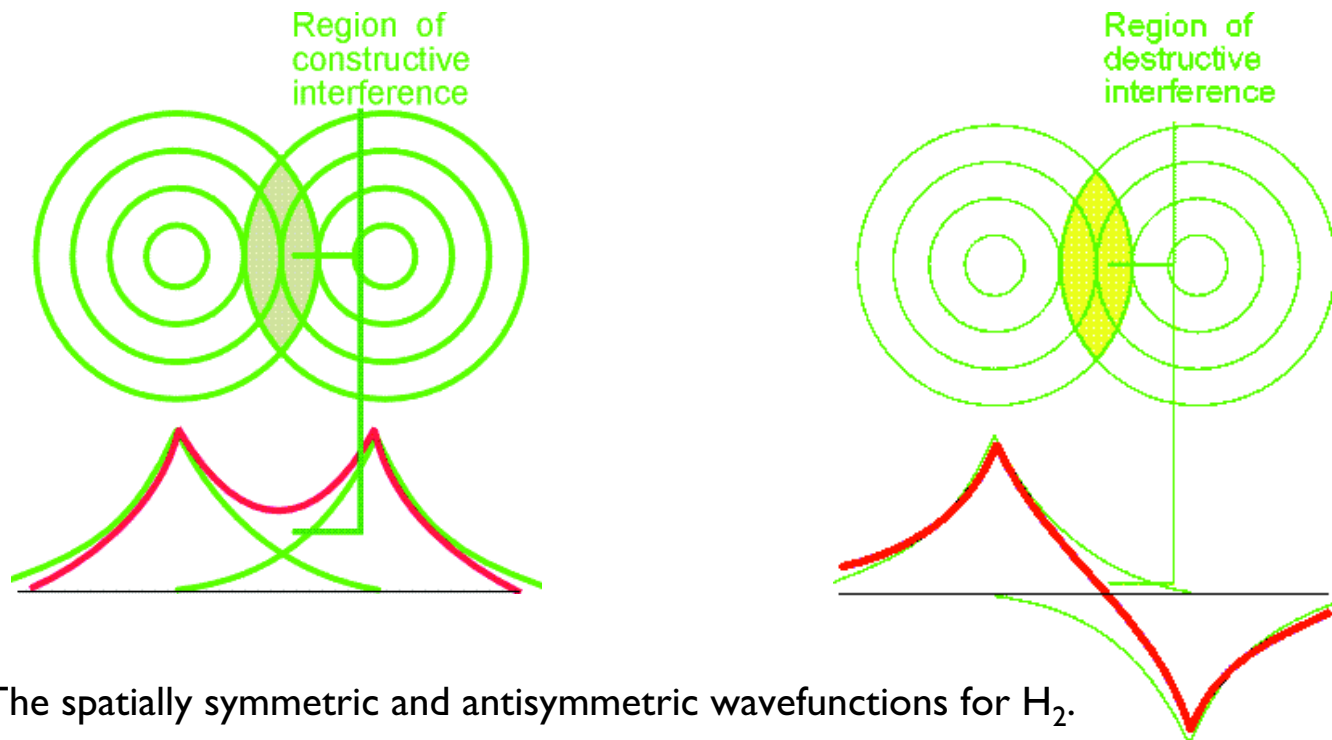 Region of
constructive
interference
Region of
destructive
interference
The spatially symmetric and antisymmetric wavefunctions for H₂.